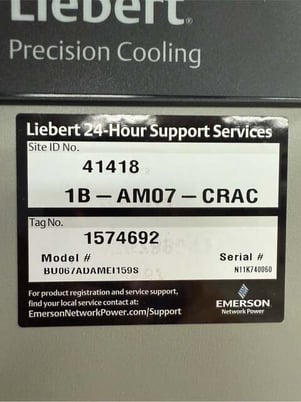 Liebert®
Precision Cooling
Liebert 24-Hour Support Services
Site ID No.
41418
1B-AM07-CRAC
Tag No.
1574692
Model # Serial #
BU067ADAMEI159S N11K740060
For product registration and service support,
find your local service contact at:
EmersonNetworkPower.com/Support
EMERSON
Network Power